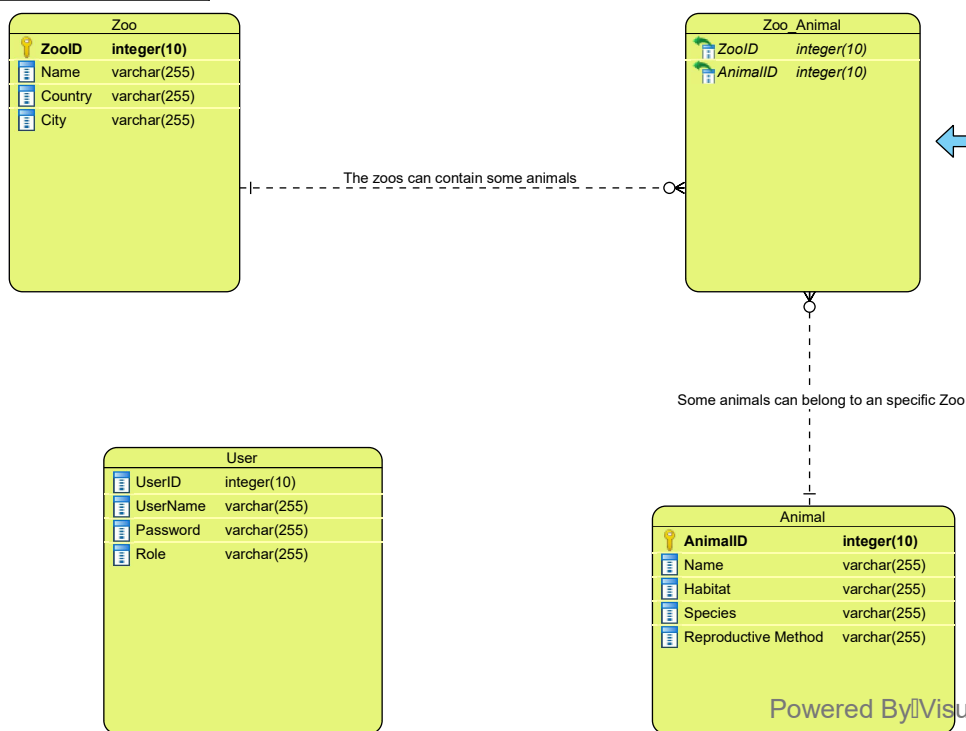 Zoo
ZooID integer(10)
Name varchar(255)
Country varchar(255)
City varchar(255)
Zoo_Animal
ZooID integer(10)
AnimalID integer(10)
The zoos can contain some animals
Some animals can belong to an specific Zoo
User
UserID integer(10)
UserName varchar(255)
Password varchar(255)
Role varchar(255)
Animal
AnimalID integer(10)
Name varchar(255)
Habitat varchar(255)
Species varchar(255)
Reproductive Method varchar(255)
Powered By▯Visu